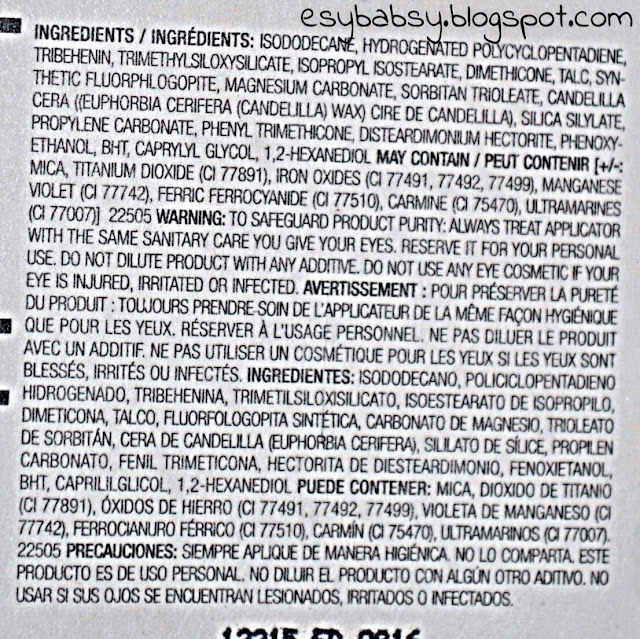 esybabsy.blogspot.com
INGREDIENTS / INGRÉDIENTS: ISODODECANE, HYDROGENATED POLYCYCLOPENTADIENE,
TRIBEHENIN, TRIMETHYLSILOXYSILICATE, ISOPROPYL ISOSTEARATE, DIMETHICONE, TALC, SYN-
THETIC FLUORPHLOGOPITE, MAGNESIUM CARBONATE, SORBITAN TRIOLEATE, CANDELILLA
CERA ((EUPHORBIA CERIFERA (CANDELILLA) WAX) CIRE DE CANDELILLA), SILICA SILYLATE,
PROPYLENE CARBONATE, PHENYL TRIMETHICONE, DISTEARDIMONIUM HECTORITE, PHENOXY-
ETHANOL, BHT, CAPRYLYL GLYCOL, 1,2-HEXANEDIOL MAY CONTAIN / PEUT CONTENIR [+/-:
MICA, TITANIUM DIOXIDE (CI 77891), IRON OXIDES (CI 77491, 77492, 77499), MANGANESE
VIOLET (CI 77742), FERRIC FERROCYANIDE (CI 77510), CARMINE (CI 75470), ULTRAMARINES
(CI 77007)] 22505 WARNING: TO SAFEGUARD PRODUCT PURITY: ALWAYS TREAT APPLICATOR
WITH THE SAME SANITARY CARE YOU GIVE YOUR EYES. RESERVE IT FOR YOUR PERSONAL
USE. DO NOT DILUTE PRODUCT WITH ANY ADDITIVE. DO NOT USE ANY EYE COSMETIC IF YOUR
EYE IS INJURED, IRRITATED OR INFECTED. AVERTISSEMENT : POUR PRÉSERVER LA PURETÉ
DU PRODUIT : TOUJOURS PRENDRE SOIN DE L'APPLICATEUR DE LA MÊME FAÇON HYGIÉNIQUE
QUE POUR LES YEUX. RÉSERVER À L'USAGE PERSONNEL. NE PAS DILUER LE PRODUIT
AVEC UN ADDITIF. NE PAS UTILISER UN COSMÉTIQUE POUR LES YEUX SI LES YEUX SONT
BLESSÉS, IRRITÉS OU INFECTÉS. INGREDIENTES: ISODODECANO, POLICICLOPENTADIENO
HIDROGENADO, TRIBEHENINA, TRIMETILSILOXISILICATO, ISOESTEARATO DE ISOPROPILO,
DIMETICONA, TALCO, FLUORFOLOGOPITA SINTÉTICA, CARBONATO DE MAGNESIO, TRIOLEATO
DE SORBITÁN, CERA DE CANDELILLA (EUPHORBIA CERIFERA), SILILATO DE SÍLICE, PROPILEN
CARBONATO, FENIL TRIMETICONA, HECTORITA DE DIESTEARDIMONIO, FENOXIETANOL,
BHT, CAPRILILGLICOL, 1,2-HEXANEDIOL PUEDE CONTENER: MICA, DIOXIDO DE TITANIO
(CI 77891), ÓXIDOS DE HIERRO (CI 77491, 77492, 77499), VIOLETA DE MANGANESO (CI
77742), FERROCIANURO FÉRRICO (CI 77510), CARMÍN (CI 75470), ULTRAMARINOS (CI 77007).
22505 PRECAUCIONES: SIEMPRE APLIQUE DE MANERA HIGIÉNICA. NO LO COMPARTA. ESTE
PRODUCTO ES DE USO PERSONAL. NO DILUIR EL PRODUCTO CON ALGÚN OTRO ADITIVO. NO
USAR SI SUS OJOS SE ENCUENTRAN LESIONADOS, IRRITADOS O INFECTADOS.